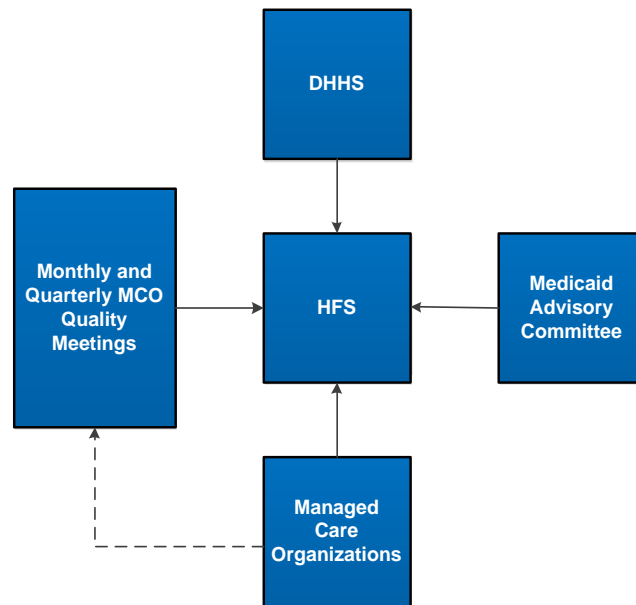 DHHS
Monthly and
Quarterly MCO
Quality
Meetings
HFS
Medicaid
Advisory
Committee
Managed
Care
Organizations